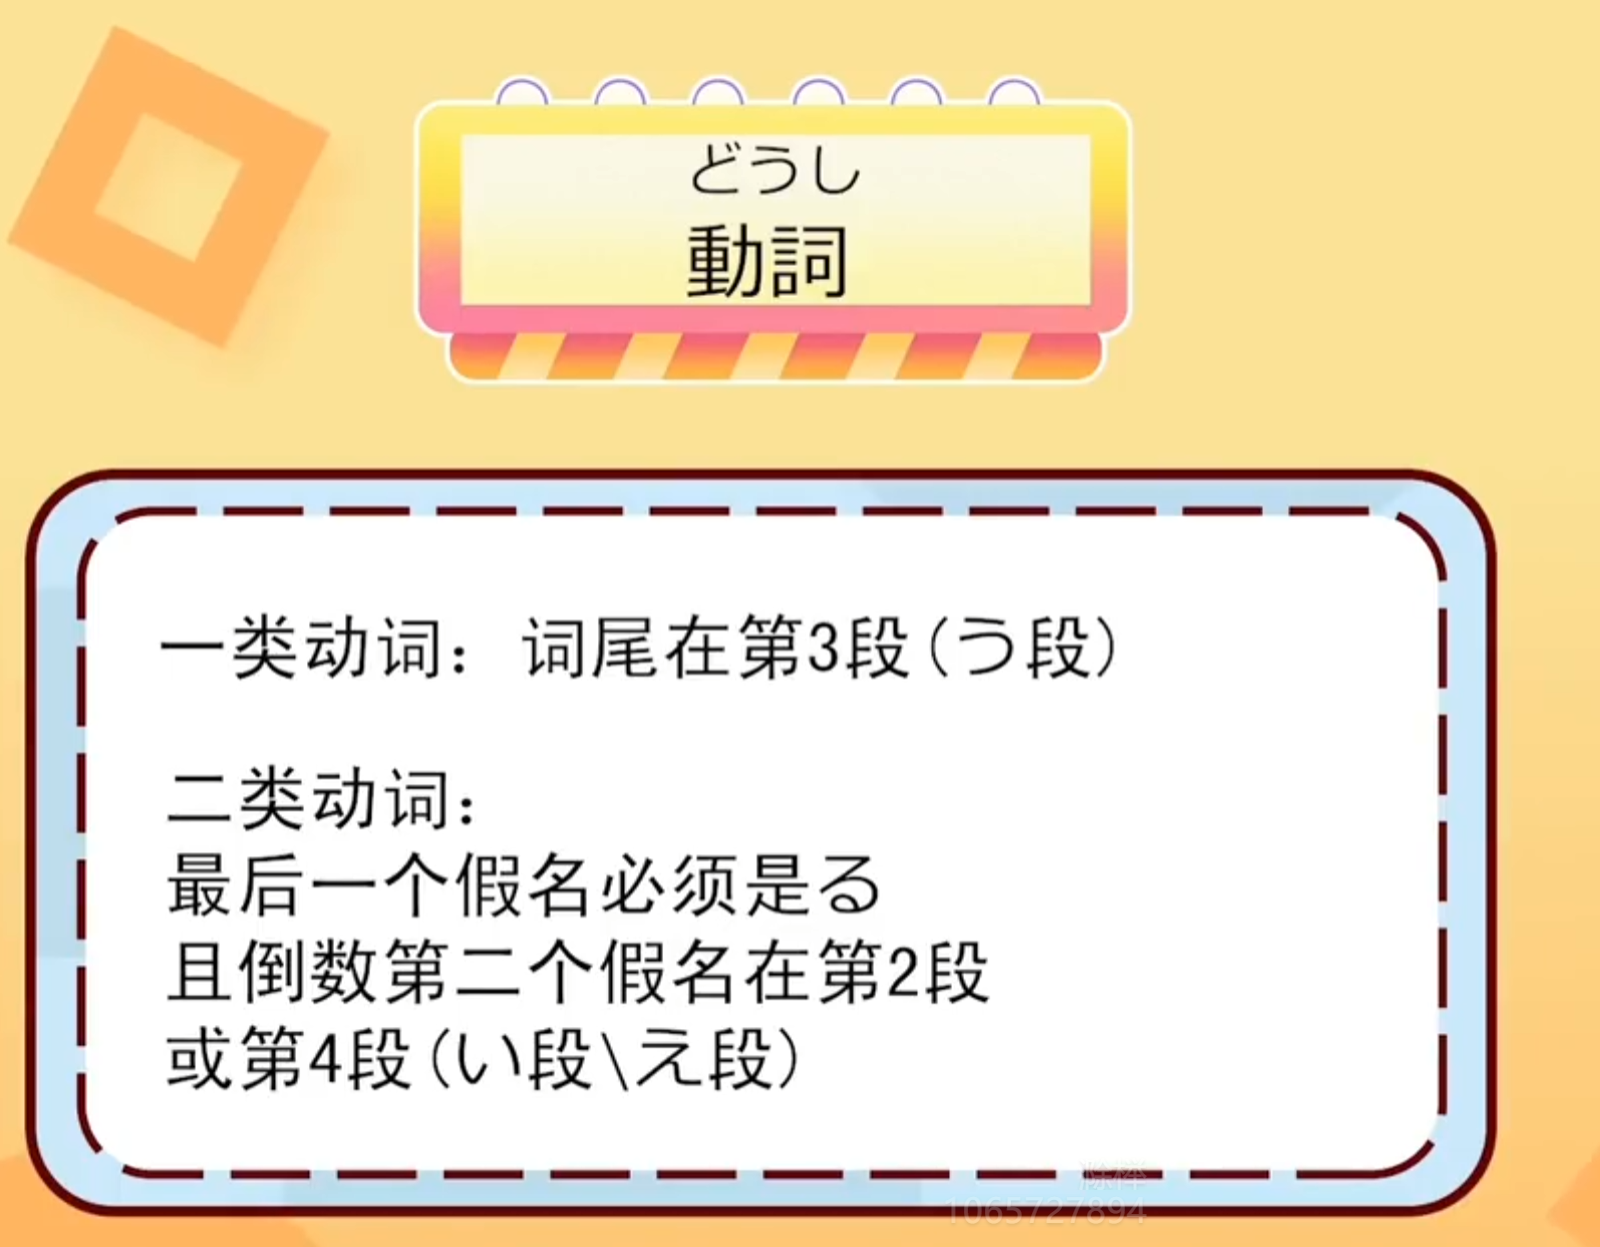 どうし
動詞
一类动词：词尾在第3段(う段)
二类动词：
最后一个假名必须是る
且倒数第二个假名在第2段
或第4段(い段\え段)
1065727894